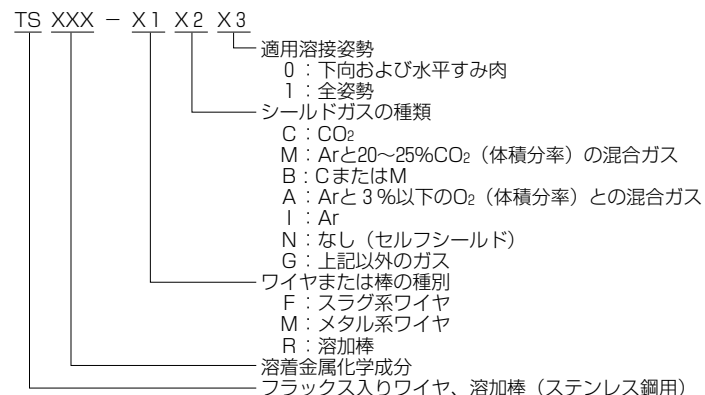 TS XXX － X1 X2 X3
適用溶接姿勢
0：下向および水平すみ肉
1：全姿勢
シールドガスの種類
C：CO₂
M：Arと20〜25％CO₂（体積分率）の混合ガス
B：CまたはM
A：Arと3％以下のO₂（体積分率）との混合ガス
I：Ar
N：なし（セルフシールド）
G：上記以外のガス
ワイヤまたは棒の種別
F：スラグ系ワイヤ
M：メタル系ワイヤ
R：溶加棒
溶着金属化学成分
フラックス入りワイヤ、溶加棒（ステンレス鋼用）